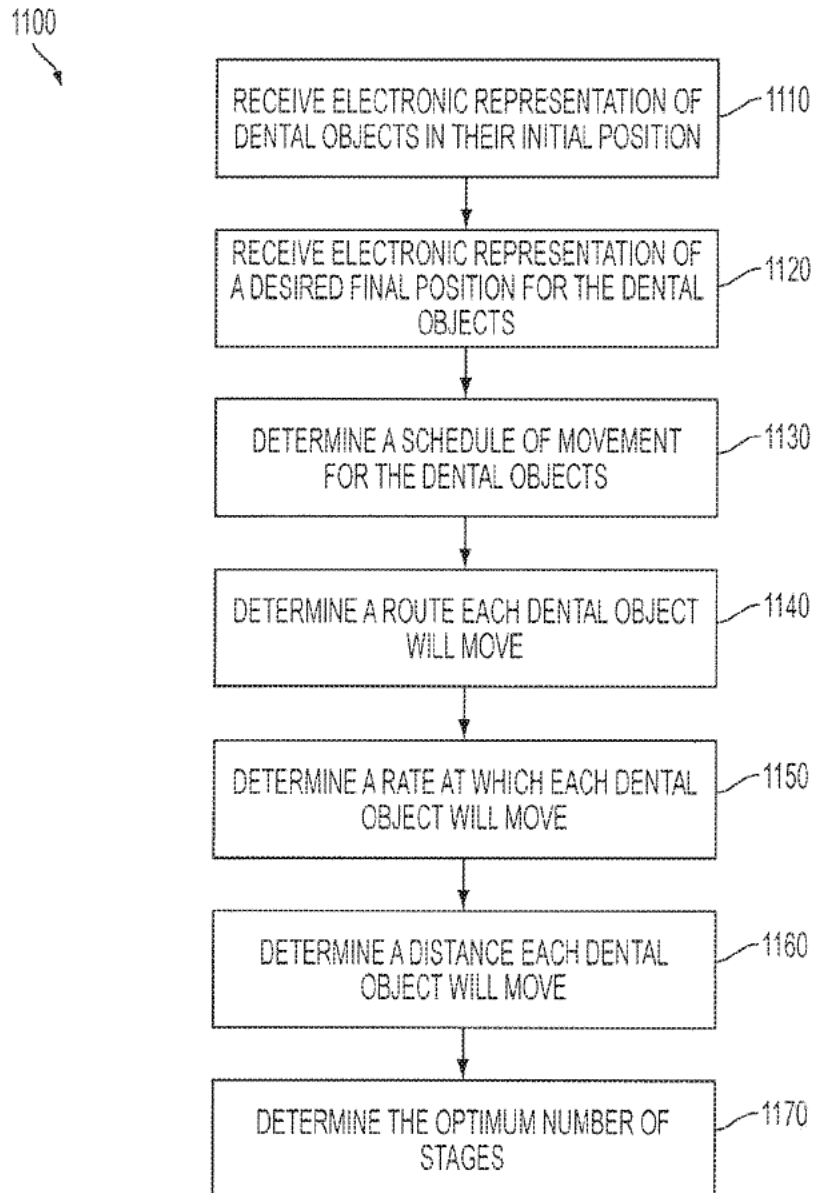 1100
RECEIVE ELECTRONIC REPRESENTATION OF
DENTAL OBJECTS IN THEIR INITIAL POSITION
1110
RECEIVE ELECTRONIC REPRESENTATION OF
A DESIRED FINAL POSITION FOR THE DENTAL
OBJECTS
1120
DETERMINE A SCHEDULE OF MOVEMENT
FOR THE DENTAL OBJECTS
1130
DETERMINE A ROUTE EACH DENTAL OBJECT
WILL MOVE
1140
DETERMINE A RATE AT WHICH EACH DENTAL
OBJECT WILL MOVE
1150
DETERMINE A DISTANCE EACH DENTAL
OBJECT WILL MOVE
1160
DETERMINE THE OPTIMUM NUMBER OF
STAGES
1170